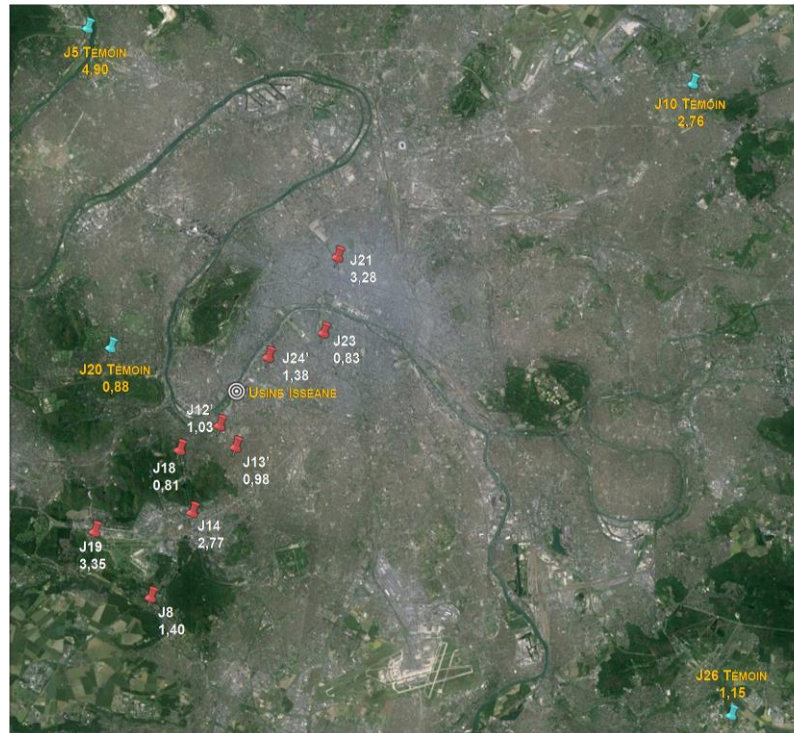 J5 TÉMOIN
4,90
J10 TÉMOIN
2,76
J21
3,28
J23
0,83
J24'
1,38
J20 TÉMOIN
0,88
USINE ISSÉANE
J12'
1,03
J13'
0,98
J18
0,81
J14
2,77
J19
3,35
J8
1,40
J26 TÉMOIN
1,15